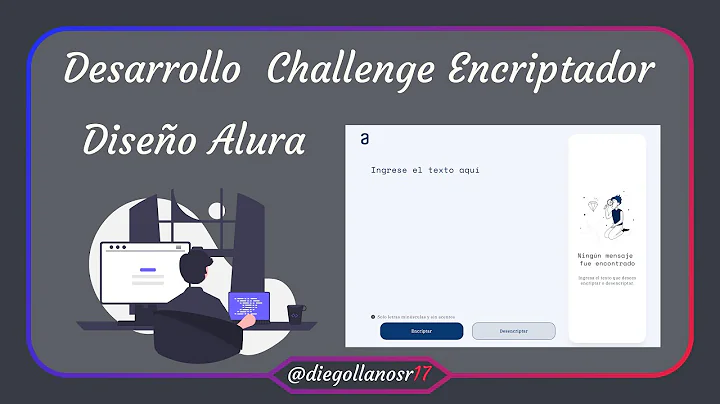 Desarrollo Challenge Encriptador
Diseño Alura
a
Ingrese el texto aquí
Ningún mensaje
fue encontrado
Ingresa el texto que desees
encriptar o desencriptar.
Solo letras minúsculas y sin acentos
Encriptar
Desencriptar
@diegollanosr17